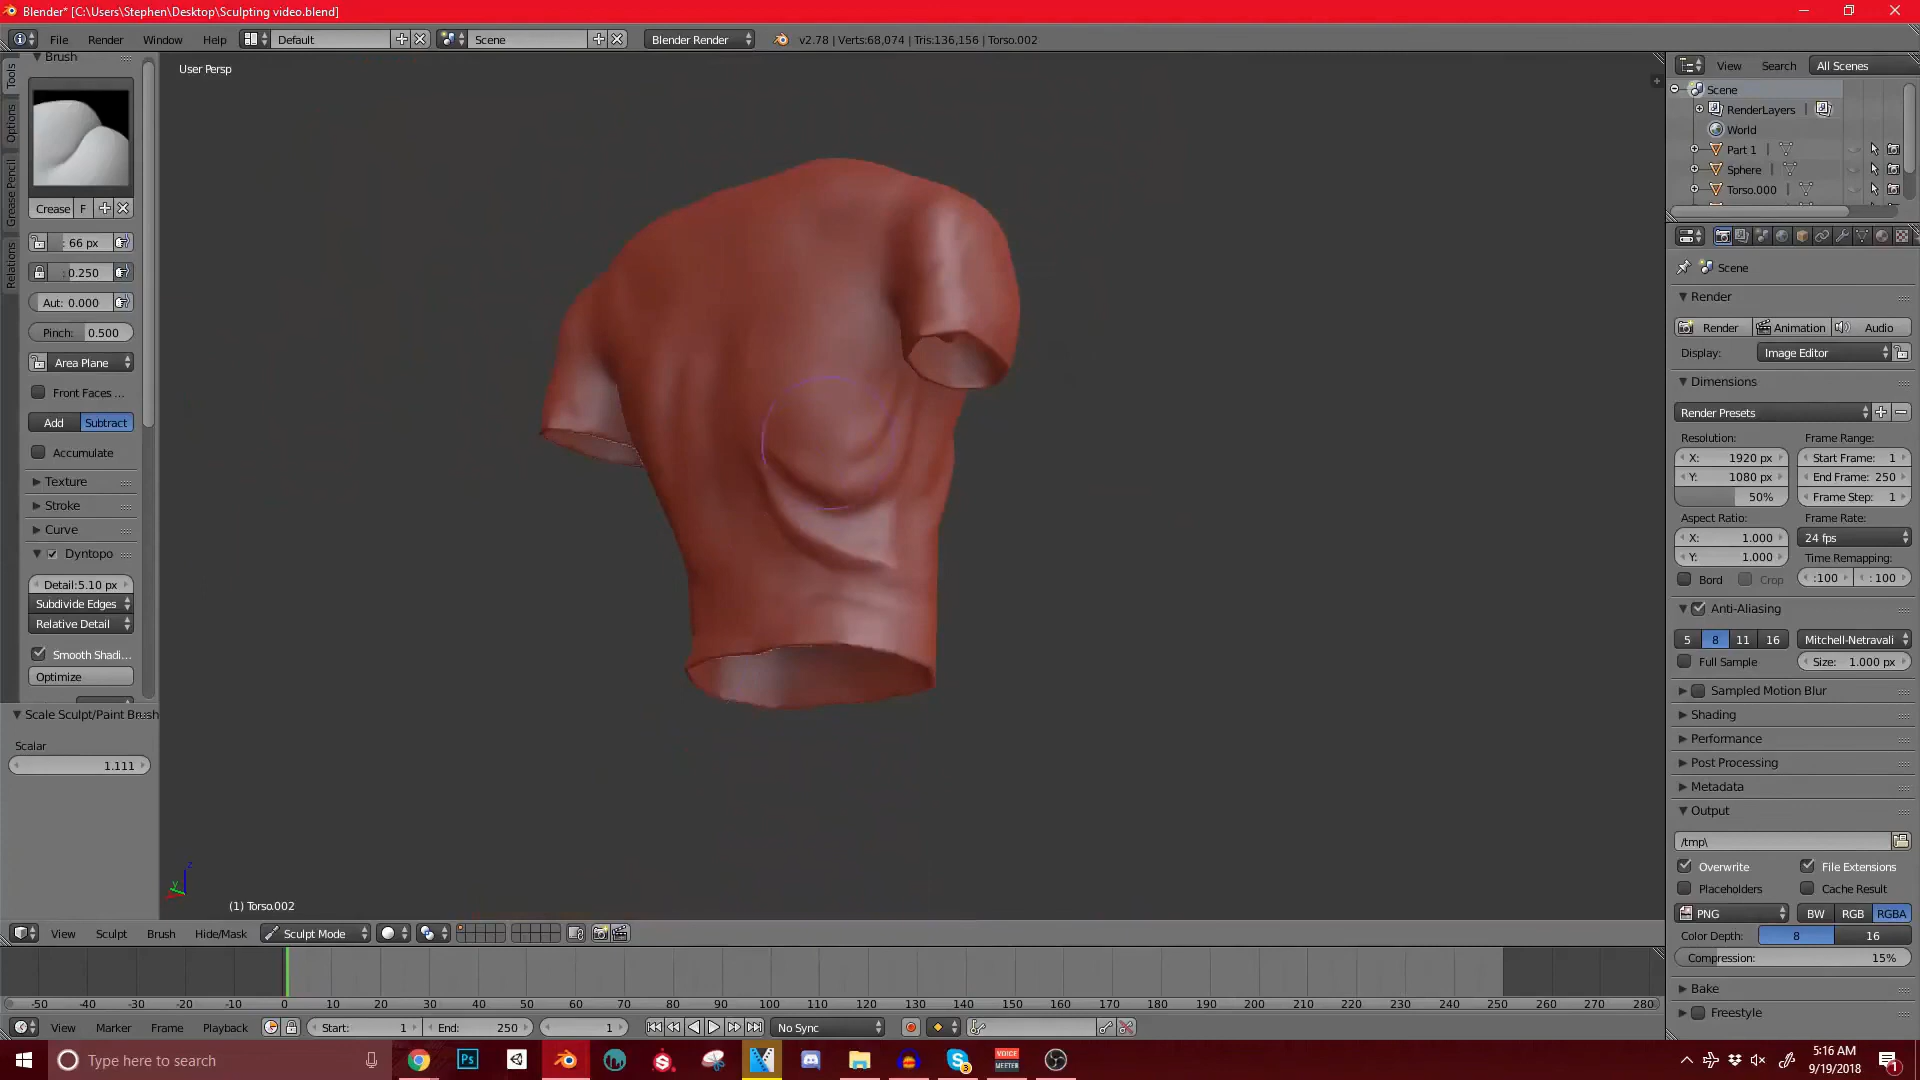 Blender* [C:\Users\Stephen\Desktop\Sculpting video.blend]
File Render Window Help Default Scene Blender Render v2.78 | Verts:68,074 | Tris:136,156 | Torso.002
Brush
User Persp
Tools
Options
Grease Pencil
Relations
Crease F
: 66 px
: 0.250
Aut: 0.000
Pinch: 0.500
Area Plane
Front Faces ...
Add Subtract
Accumulate
Texture
Stroke
Curve
Dyntopo
Detail:5.10 px
Subdivide Edges
Relative Detail
Smooth Shadi...
Optimize
Scale Sculpt/Paint Brush
Scalar
1.111
z
y
(1) Torso.002
View Sculpt Brush Hide/Mask Sculpt Mode
-50 -40 -30 -20 -10 0 10 20 30 40 50 60 70 80 90 100 110 120 130 140 150 160 170 180 190 200 210 220 230 240 250 260 270 280
View Marker Frame Playback Start: 1 End: 250 1 No Sync
View Search All Scenes
Scene
RenderLayers |
World
Part 1 |
Sphere |
Torso.000 |
Scene
Render
Render Animation Audio
Display: Image Editor
Dimensions
Render Presets
Resolution: Frame Range:
X: 1920 px Start Frame: 1
Y: 1080 px End Frame: 250
50% Frame Step: 1
Aspect Ratio: Frame Rate:
X: 1.000 24 fps
Y: 1.000 Time Remapping:
Bord Crop :100 : 100
Anti-Aliasing
5 8 11 16 Mitchell-Netravali
Full Sample Size: 1.000 px
Sampled Motion Blur
Shading
Performance
Post Processing
Metadata
Output
/tmp\
Overwrite File Extensions
Placeholders Cache Result
PNG BW RGB RGBA
Color Depth: 8 16
Compression: 15%
Bake
Freestyle
Type here to search
Ps
VOICE
MEETER
3
5:16 AM
9/19/2018
1